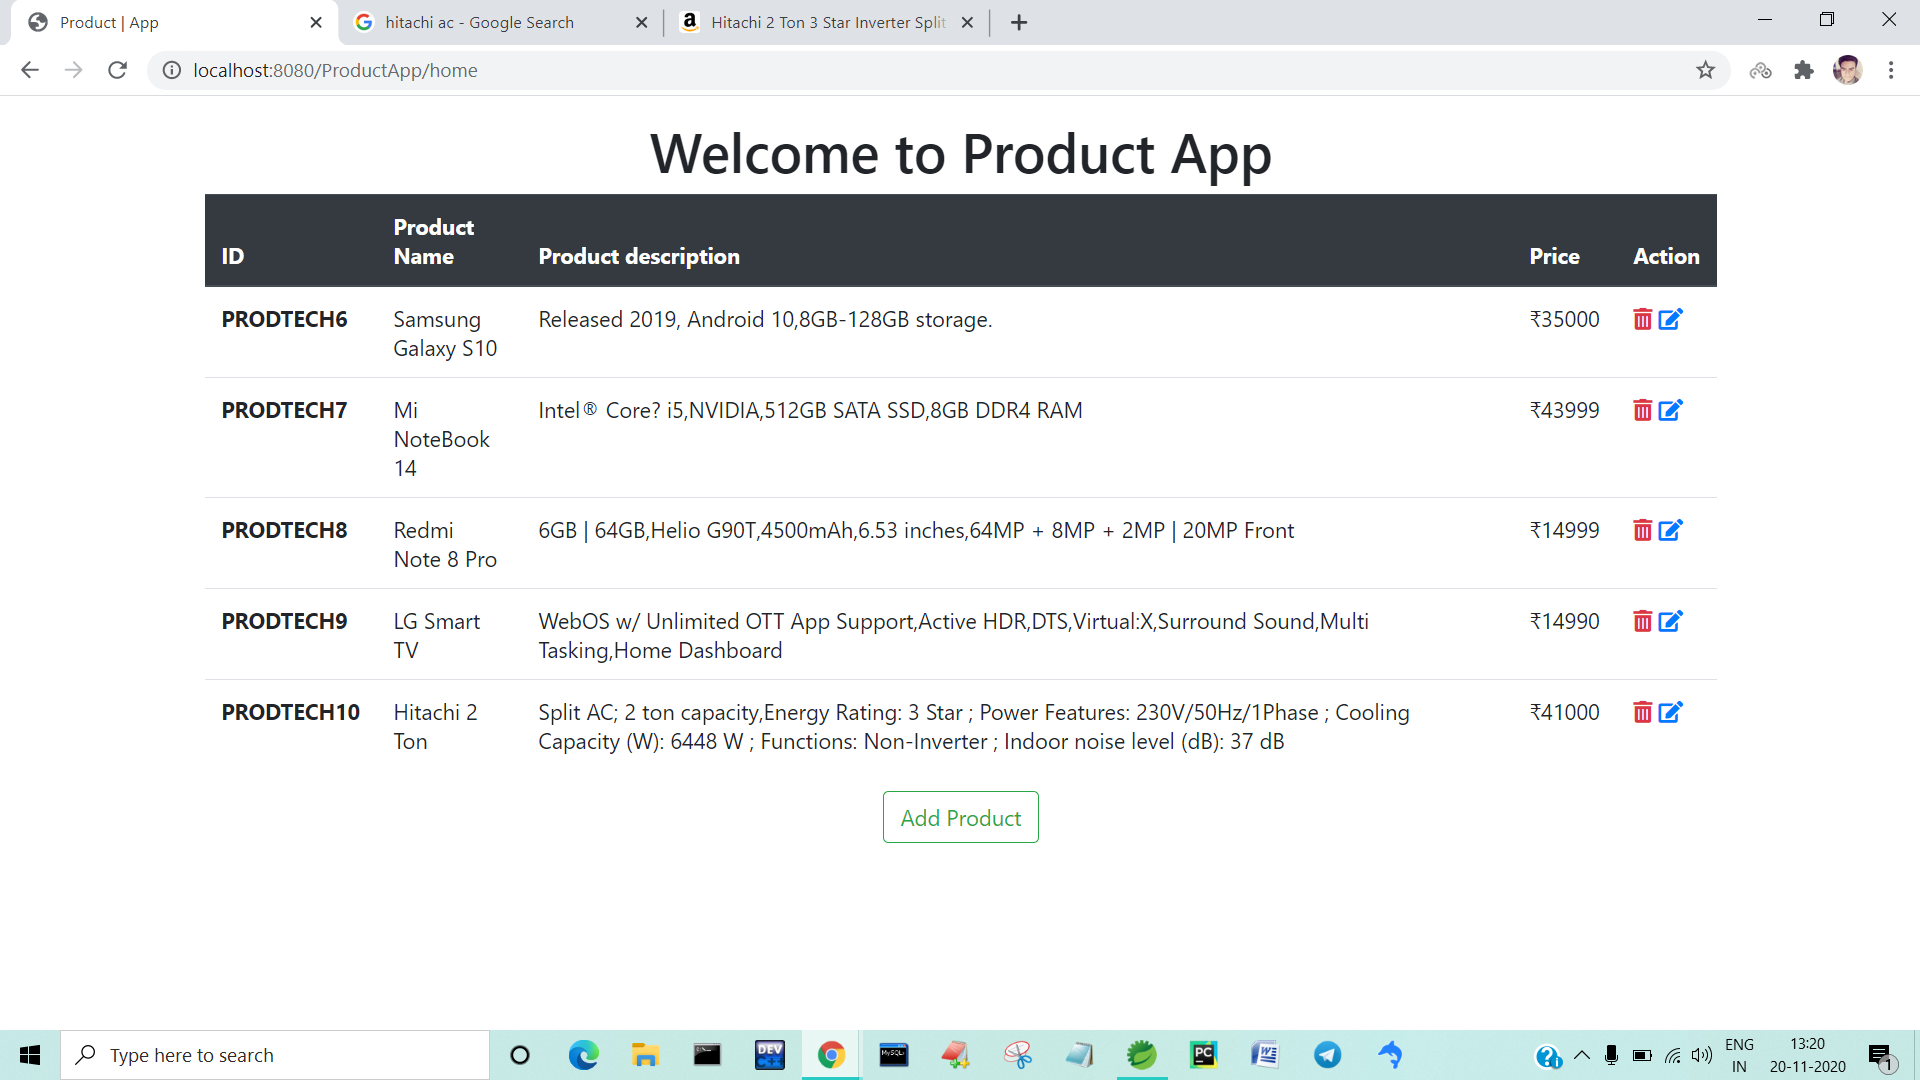 Product | App
hitachi ac - Google Search
Hitachi 2 Ton 3 Star Inverter Split
localhost:8080/ProductApp/home
Welcome to Product App
ID Product Name Product description Price Action
PRODTECH6 Samsung Released 2019, Android 10,8GB-128GB storage. ₹35000
Galaxy S10
PRODTECH7 Mi Intel® Core? i5,NVIDIA,512GB SATA SSD,8GB DDR4 RAM ₹43999
NoteBook
14
PRODTECH8 Redmi 6GB | 64GB,Helio G90T,4500mAh,6.53 inches,64MP + 8MP + 2MP | 20MP Front ₹14999
Note 8 Pro
PRODTECH9 LG Smart WebOS w/ Unlimited OTT App Support,Active HDR,DTS,Virtual:X,Surround Sound,Multi ₹14990
TV Tasking,Home Dashboard
PRODTECH10 Hitachi 2 Split AC; 2 ton capacity,Energy Rating: 3 Star ; Power Features: 230V/50Hz/1Phase ; Cooling ₹41000
Ton Capacity (W): 6448 W ; Functions: Non-Inverter ; Indoor noise level (dB): 37 dB
Add Product
Type here to search
DEV
MySQL
PC
W
ENG
IN
13:20
20-11-2020
1